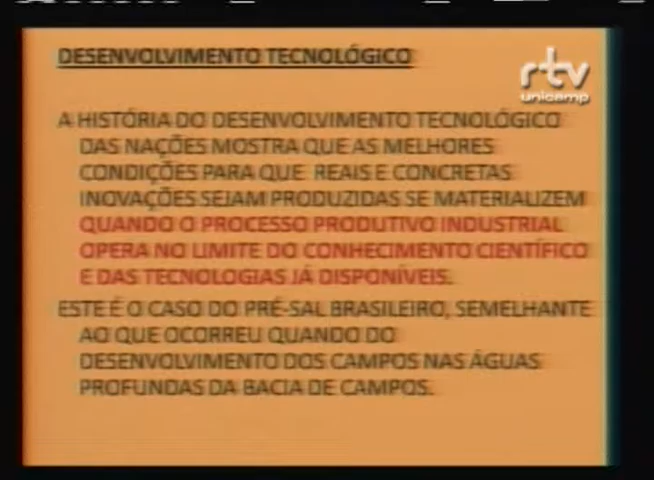 DESENVOLVIMENTO TECNOLÓGICO
rtv
unicamp
A HISTÓRIA DO DESENVOLVIMENTO TECNOLÓGICO
DAS NAÇÕES MOSTRA QUE AS MELHORES
CONDIÇÕES PARA QUE REAIS E CONCRETAS
INOVAÇÕES SEJAM PRODUZIDAS SE MATERIALIZEM
QUANDO O PROCESSO PRODUTIVO INDUSTRIAL
OPERA NO LIMITE DO CONHECIMENTO CIENTÍFICO
E DAS TECNOLOGIAS JÁ DISPONÍVEIS.
ESTE É O CASO DO PRÉ-SAL BRASILEIRO, SEMELHANTE
AO QUE OCORREU QUANDO DO
DESENVOLVIMENTO DOS CAMPOS NAS ÁGUAS
PROFUNDAS DA BACIA DE CAMPOS.